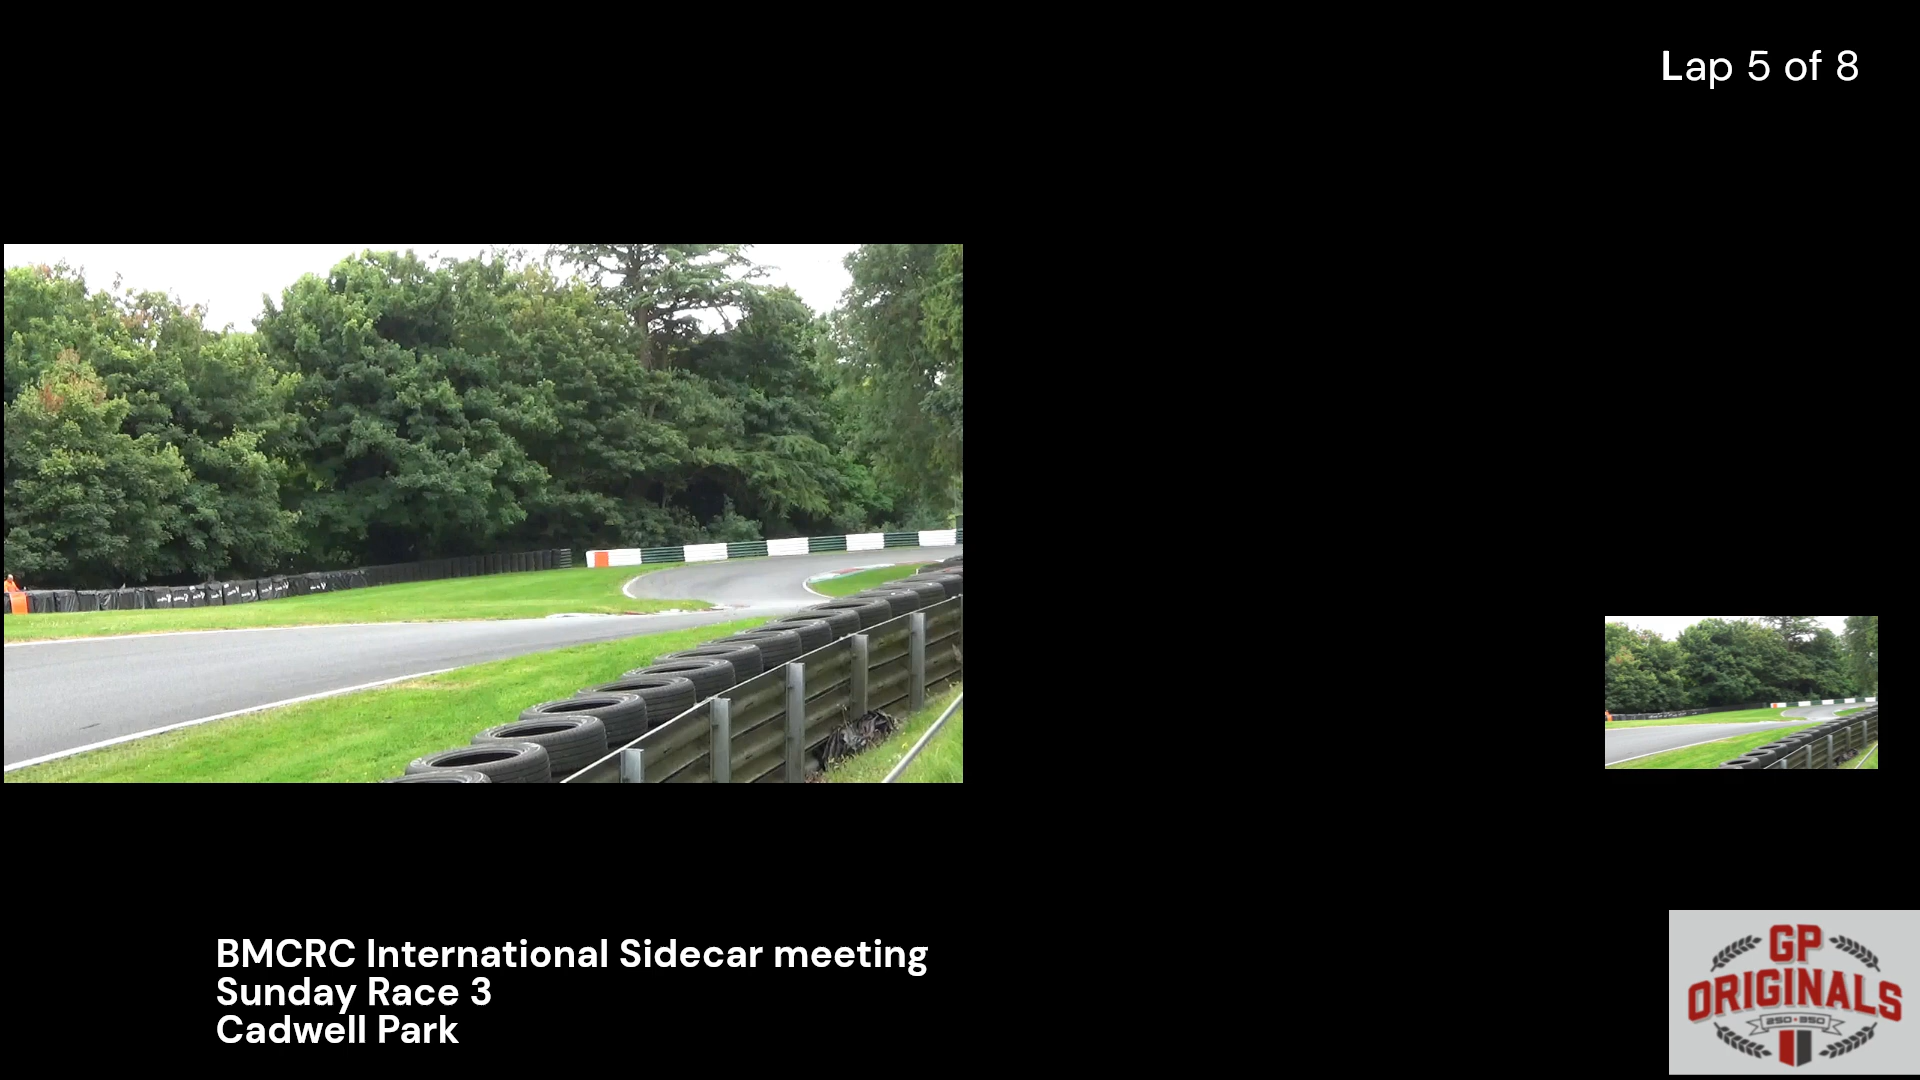 Lap 5 of 8
BMCRC International Sidecar meeting
Sunday Race 3
Cadwell Park
GP
ORIGINALS
250 350